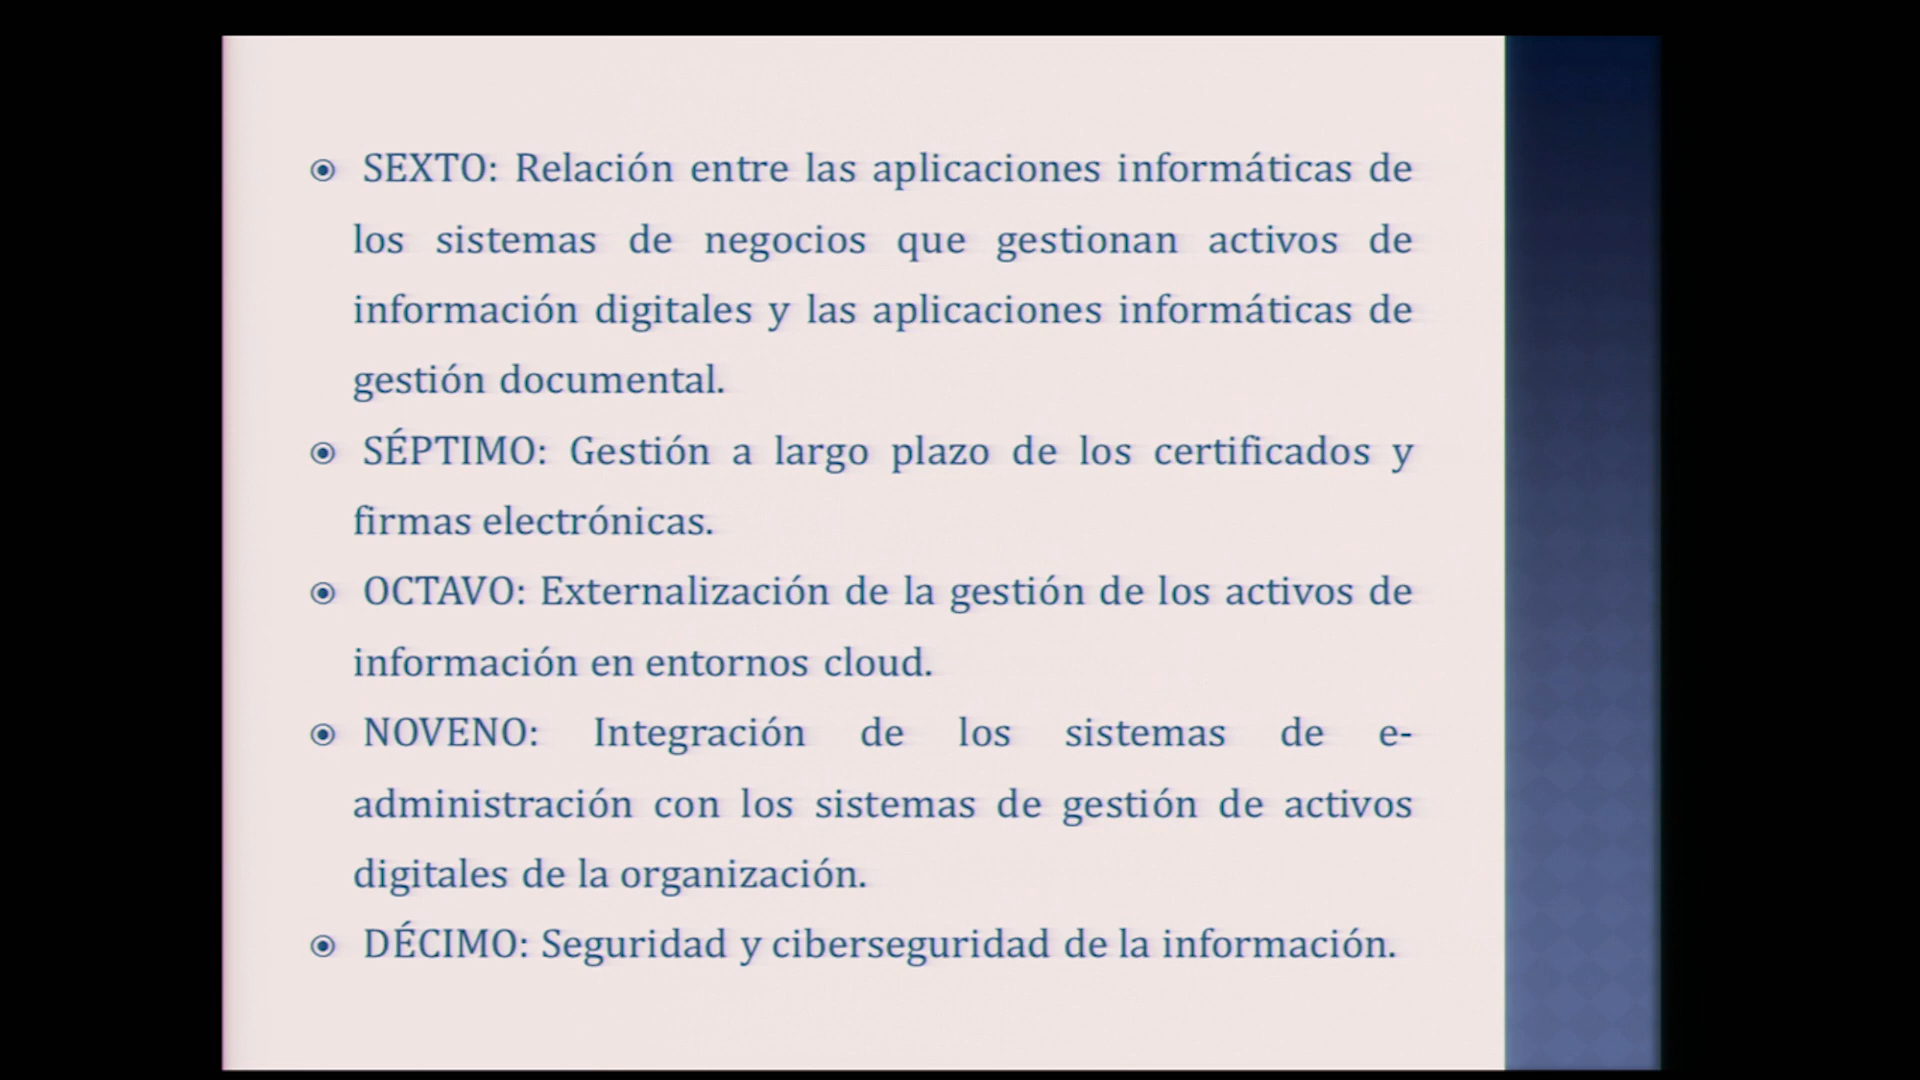 SEXTO: Relación entre las aplicaciones informáticas de
los sistemas de negocios que gestionan activos de
información digitales y las aplicaciones informáticas de
gestión documental.
SÉPTIMO: Gestión a largo plazo de los certificados y
firmas electrónicas.
OCTAVO: Externalización de la gestión de los activos de
información en entornos cloud.
NOVENO: Integración de los sistemas de e-
administración con los sistemas de gestión de activos
digitales de la organización.
DÉCIMO: Seguridad y ciberseguridad de la información.